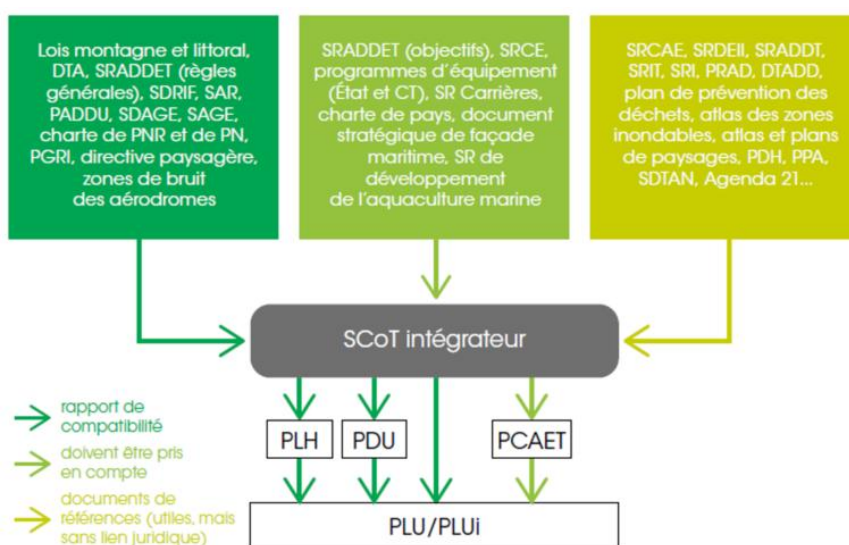 Lois montagne et littoral,
DTA, SRADDET (règles
générales), SDRIF, SAR,
PADDU, SDAGE, SAGE,
charte de PNR et de PN,
PGRI, directive paysagère,
zones de bruit
des aérodromes
SRADDET (objectifs), SRCE,
programmes d'équipement
(État et CT), SR Carrières,
charte de pays, document
stratégique de façade
maritime, SR de
développement
de l'aquaculture marine
SRCAE, SRDEII, SRADDT,
SRIT, SRI, PRAD, DTADD,
plan de prévention des
déchets, atlas des zones
inondables, atlas et plans
de paysages, PDH, PPA,
SDTAN, Agenda 21...
SCoT intégrateur
rapport de
compatibilité
doivent être pris
en compte
documents de
références (utiles, mais
sans lien juridique)
PLH
PDU
PCAET
PLU/PLUi